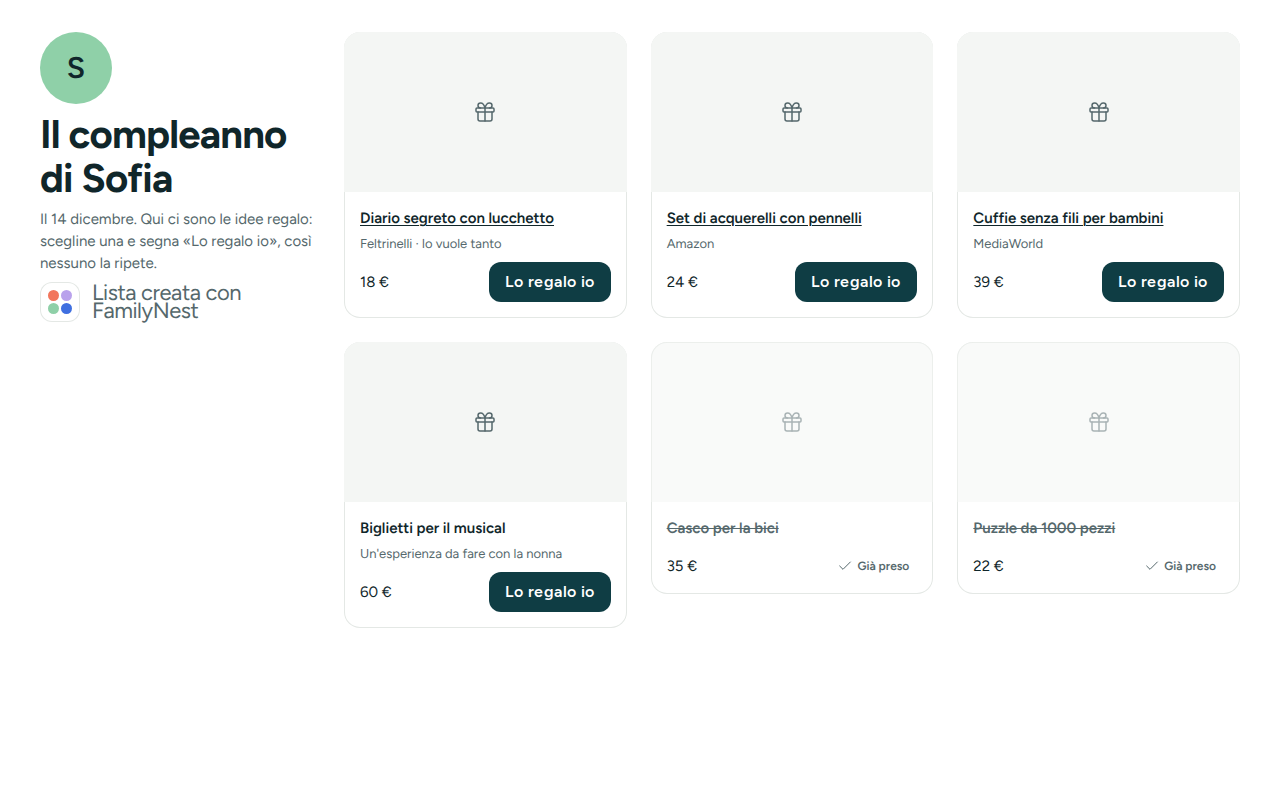 S
Il compleanno
di Sofia
Il 14 dicembre. Qui ci sono le idee regalo:
scegline una e segna «Lo regalo io», così
nessuno la ripete.
Lista creata con
FamilyNest
Diario segreto con lucchetto
Feltrinelli · lo vuole tanto
18 €
Lo regalo io
Set di acquerelli con pennelli
Amazon
24 €
Lo regalo io
Cuffie senza fili per bambini
MediaWorld
39 €
Lo regalo io
Biglietti per il musical
Un'esperienza da fare con la nonna
60 €
Lo regalo io
Casco per la bici
35 €
Già preso
Puzzle da 1000 pezzi
22 €
Già preso